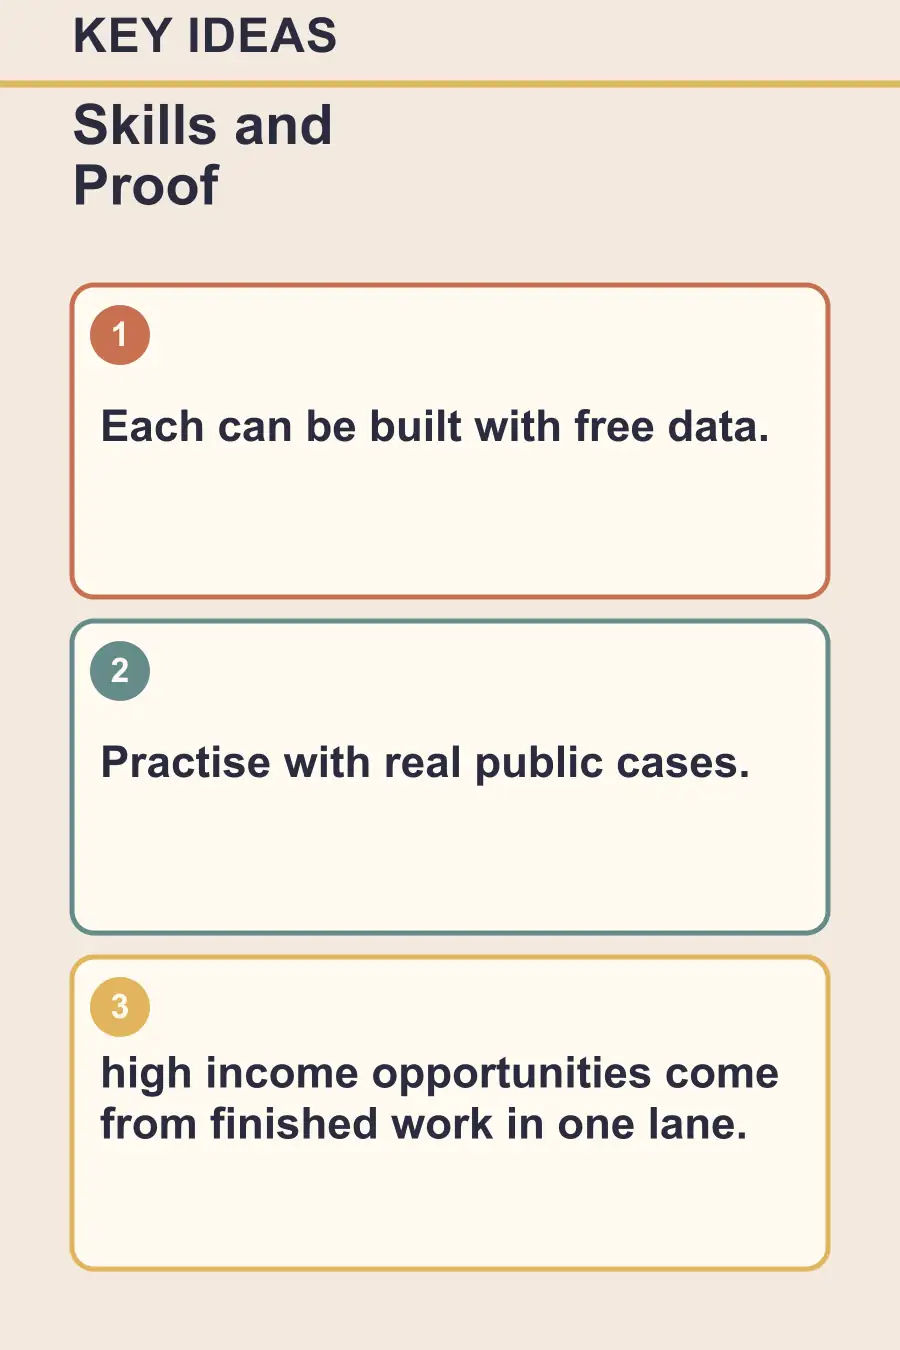 KEY IDEAS
Skills and
Proof
1
Each can be built with free data.
2
Practise with real public cases.
3
high income opportunities come
from finished work in one lane.